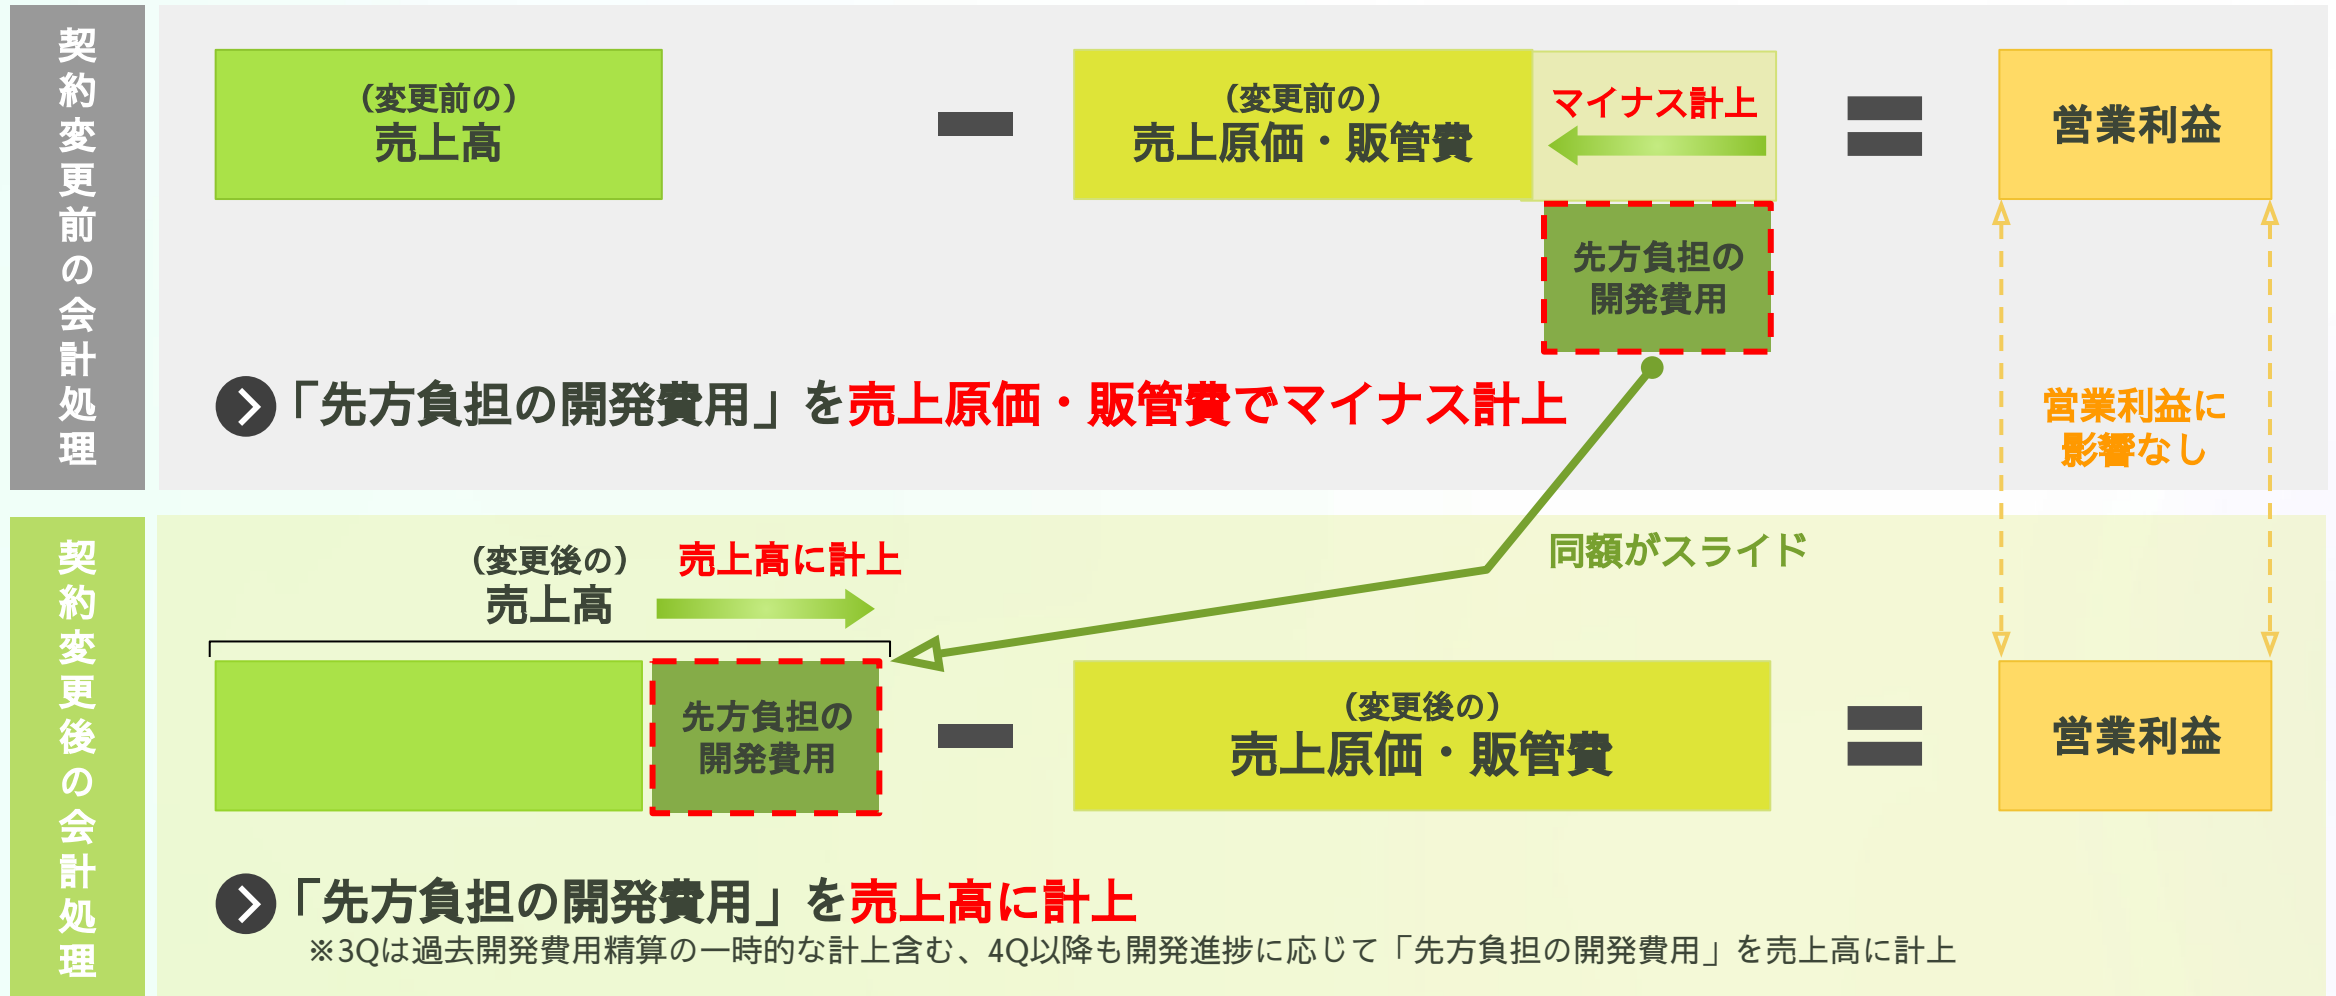 契約変更前の会計処理
（変更前の）
売上高
（変更前の）
売上原価・販管費
マイナス計上
営業利益
先方負担の
開発費用
「先方負担の開発費用」を売上原価・販管費でマイナス計上
営業利益に
影響なし
契約変更後の会計処理
（変更後の）
売上高
売上高に計上
同額がスライド
先方負担の
開発費用
（変更後の）
売上原価・販管費
営業利益
「先方負担の開発費用」を売上高に計上
※3Qは過去開発費用精算の一時的な計上含む、4Q以降も開発進捗に応じて「先方負担の開発費用」を売上高に計上